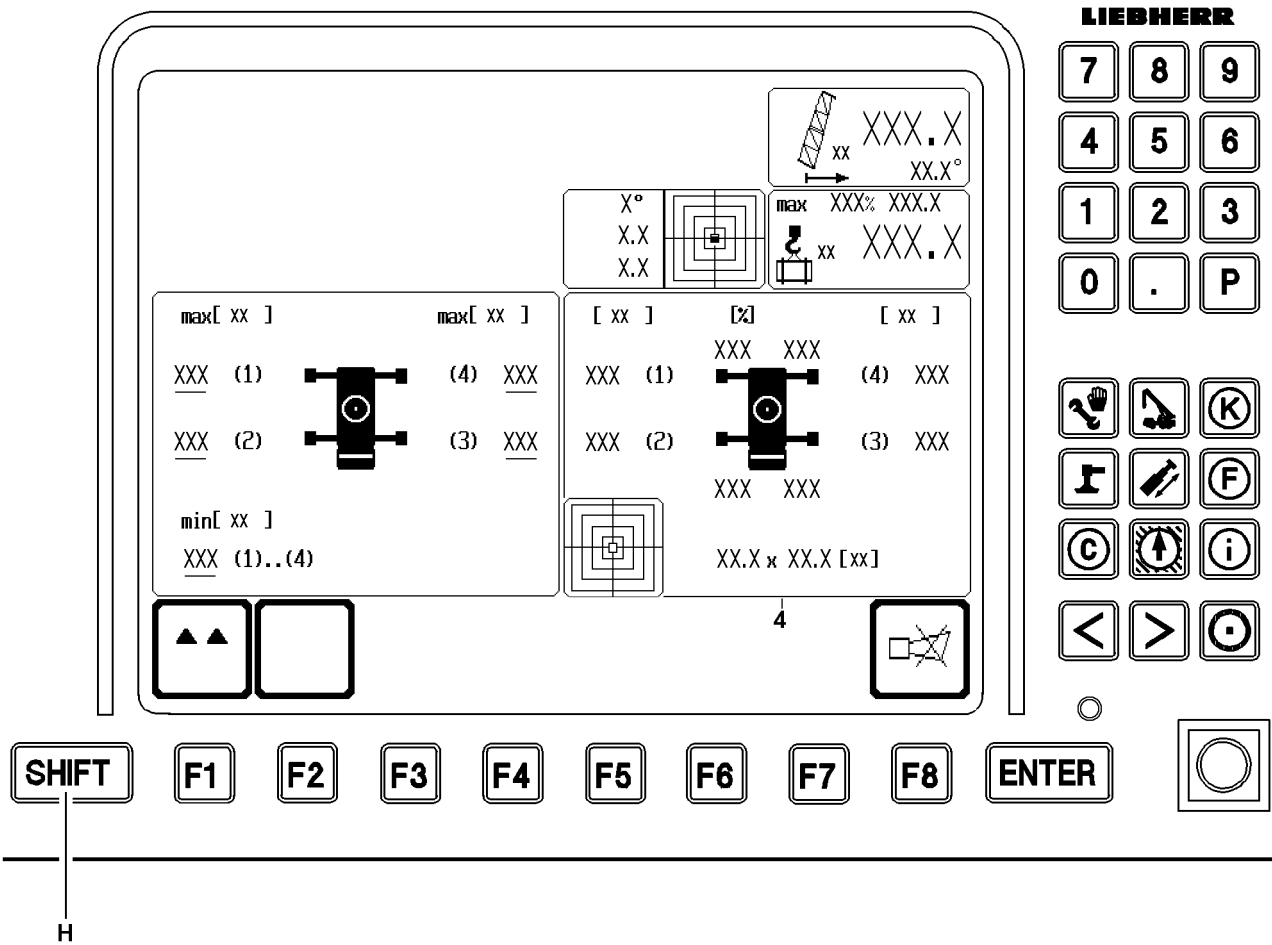 LIEBHERR
7 8 9
4 5 6
1 2 3
0 . P
XXX.X
xx
XX.X°
X°
X.X
X.X
max XXX% XXX.X
xx XXX.X
max[ xx ] max[ xx ]
XXX (1) (4) XXX
XXX (2) (3) XXX
min[ xx ]
XXX (1)..(4)
[ xx ] [%] [ xx ]
XXX XXX
XXX (1) (4) XXX
XXX (2) (3) XXX
XXX XXX
XX.X x XX.X [xx]
4
K
F
C i
< >
SHIFT F1 F2 F3 F4 F5 F6 F7 F8 ENTER
H